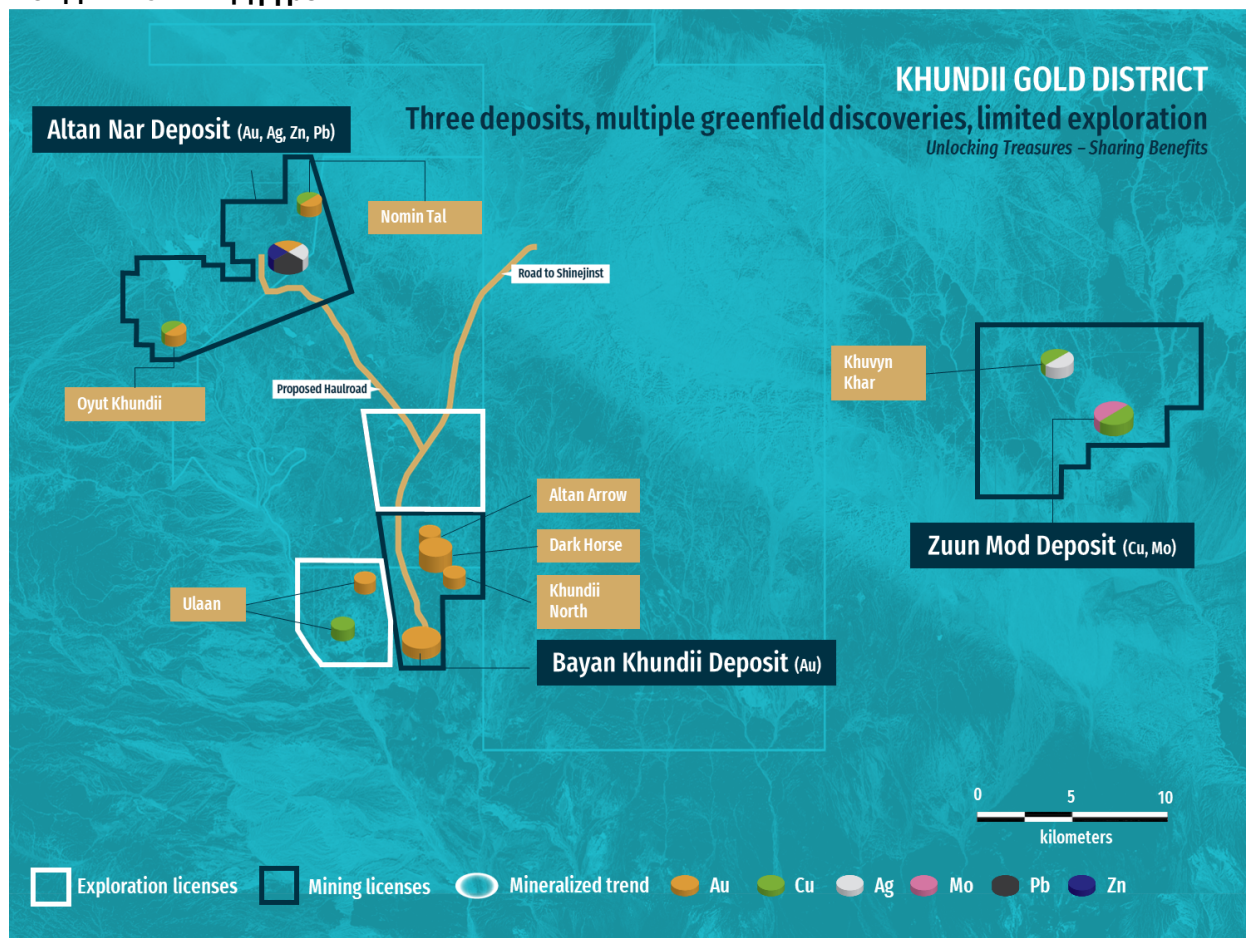 KHUNDII GOLD DISTRICT
Three deposits, multiple greenfield discoveries, limited exploration
Unlocking Treasures – Sharing Benefits
Altan Nar Deposit (Au, Ag, Zn, Pb)
Nomin Tal
Road to Shinejinst
Proposed Haulroad
Oyut Khundii
Khuvyn
Khar
Altan Arrow
Dark Horse
Khundii
North
Ulaan
Zuun Mod Deposit (Cu, Mo)
Bayan Khundii Deposit (Au)
0 5 10
kilometers
Exploration licenses Mining licenses Mineralized trend Au Cu Ag Mo Pb Zn